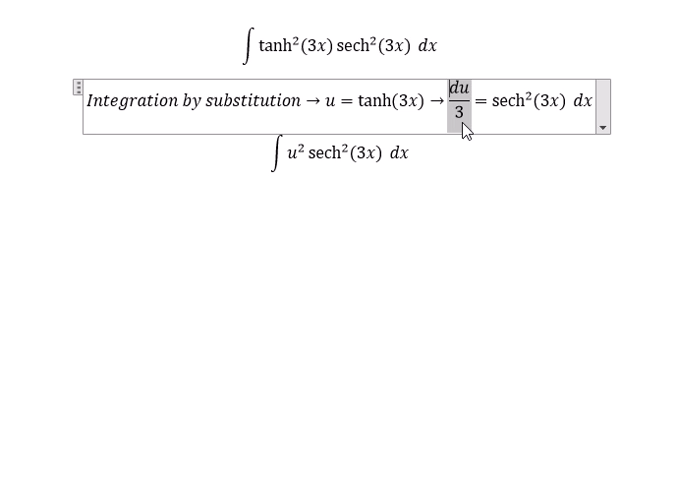 ∫ tanh²(3x) sech²(3x) dx
Integration by substitution → u = tanh(3x) → du/3 = sech²(3x) dx
∫ u² sech²(3x) dx